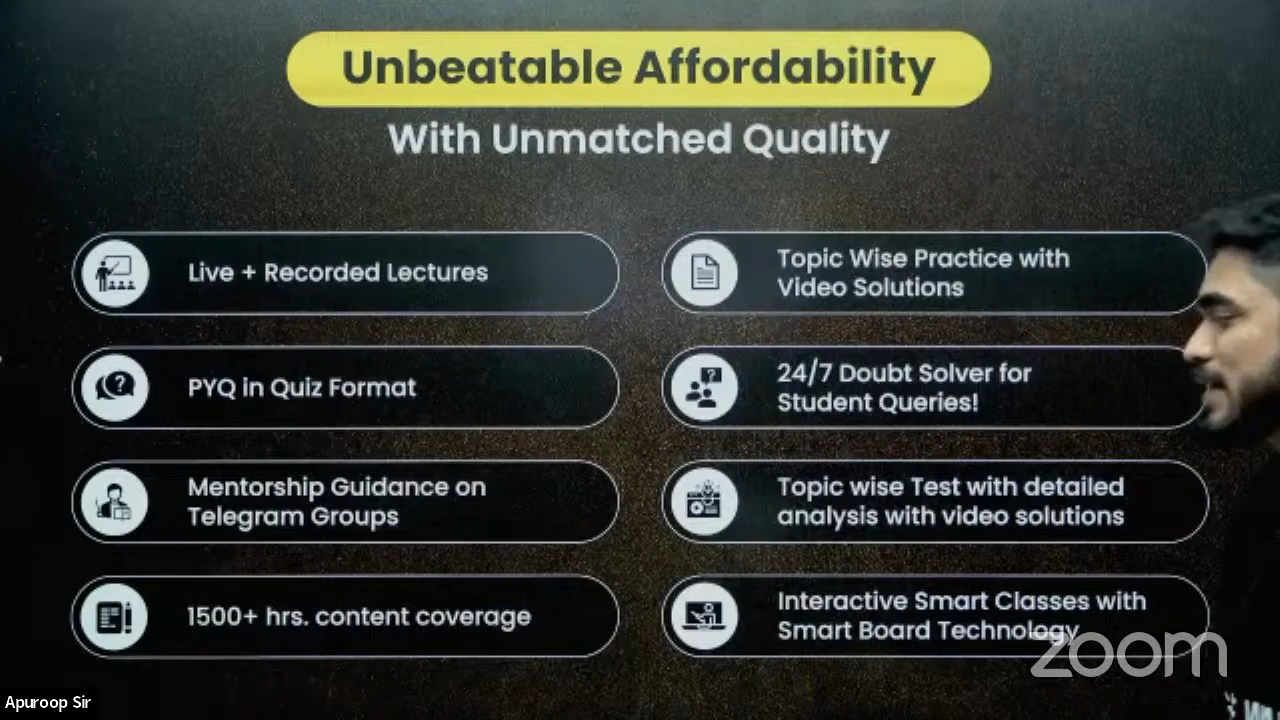 Unbeatable Affordability
With Unmatched Quality
Live + Recorded Lectures
Topic Wise Practice with
Video Solutions
PYQ in Quiz Format
24/7 Doubt Solver for
Student Queries!
Mentorship Guidance on
Telegram Groups
Topic wise Test with detailed
analysis with video solutions
1500+ hrs. content coverage
Interactive Smart Classes with
Smart Board Technology
zoom
Apuroop Sir